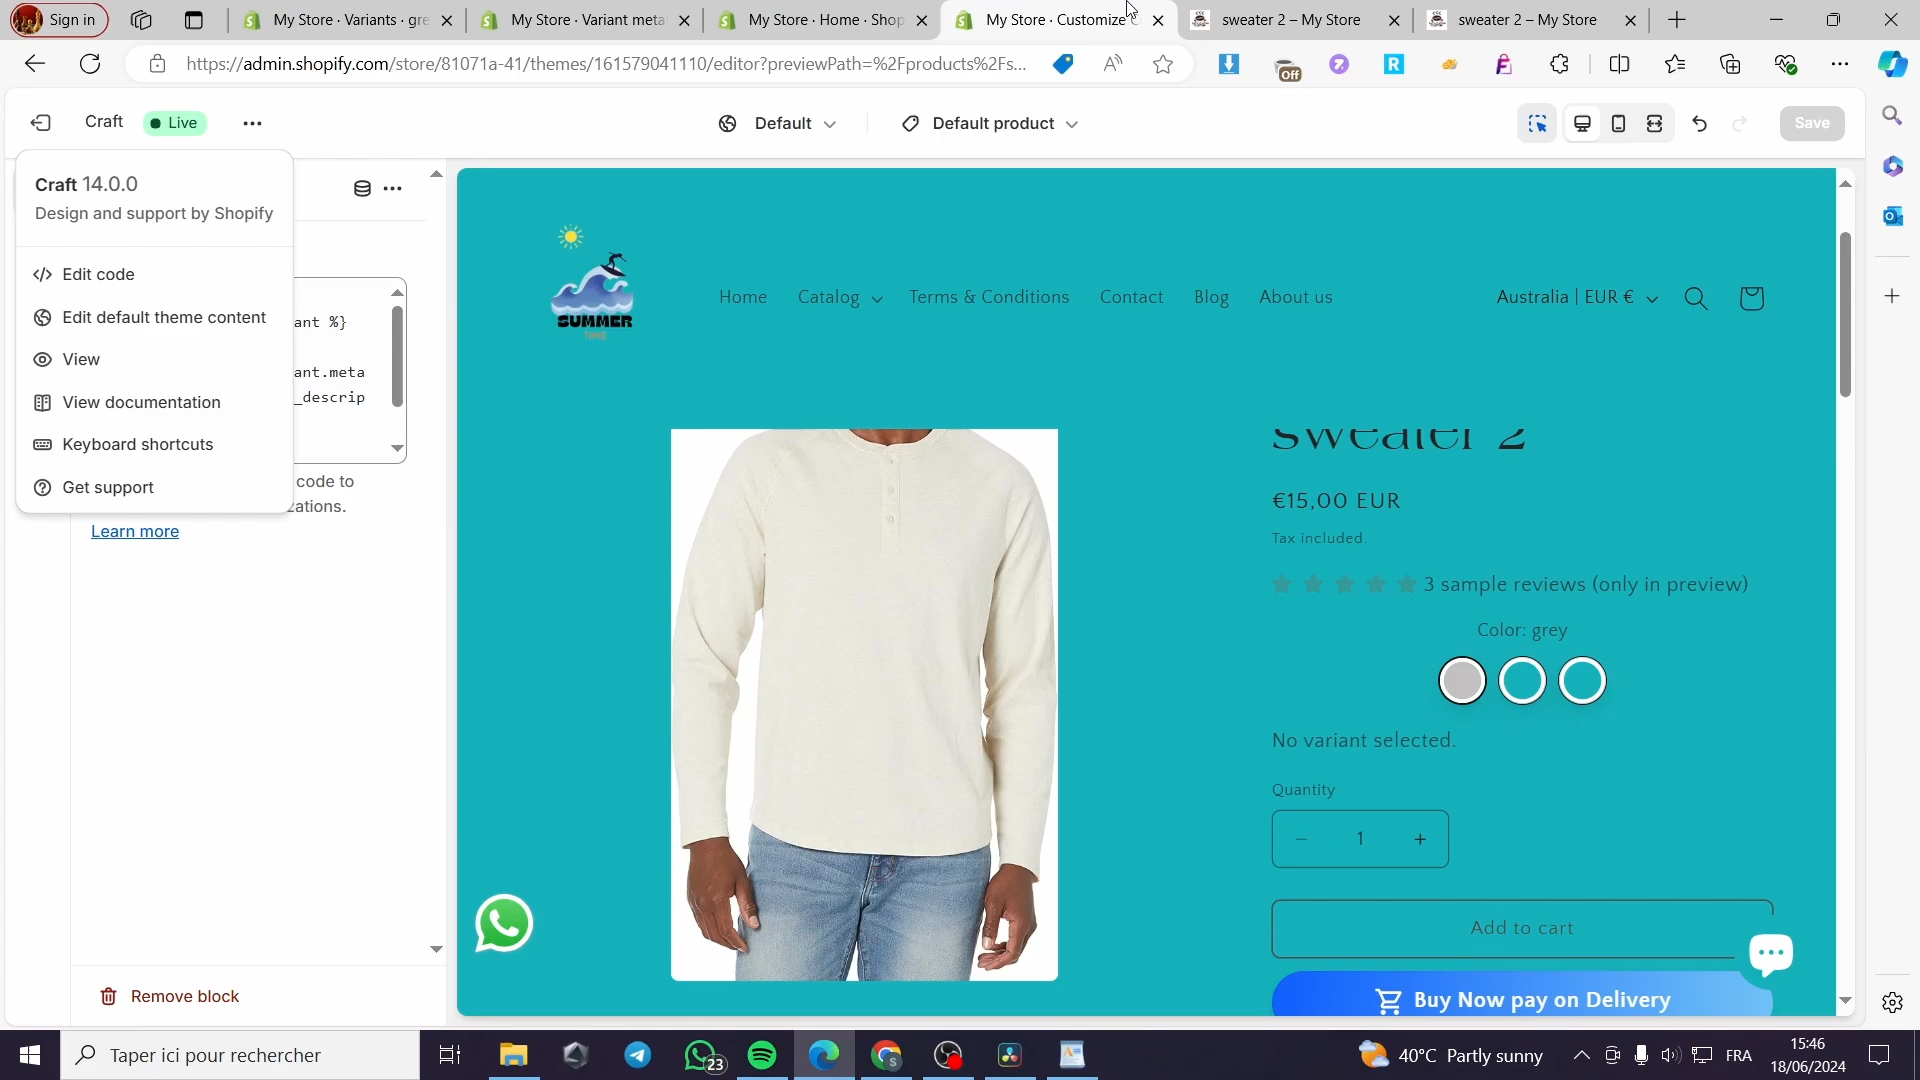 Sign in
My Store · Variants · gre
My Store · Variant meta
My Store · Home · Shop
My Store · Customize
sweater 2 – My Store
sweater 2 – My Store
https://admin.shopify.com/store/81071a-41/themes/161579041110/editor?previewPath=%2Fproducts%2Fs...
Off
Craft
Live
Default
Default product
Save
Craft 14.0.0
Design and support by Shopify
Edit code
Edit default theme content
View
View documentation
Keyboard shortcuts
Get support
ant %}
ant.meta
_descrip
code to
zations.
Learn more
Remove block
SUMMER
TIME
Home
Catalog
Terms & Conditions
Contact
Blog
About us
Australia | EUR €
sweater 2
€15,00 EUR
Tax included.
3 sample reviews (only in preview)
Color: grey
No variant selected.
Quantity
1
Add to cart
Buy Now pay on Delivery
Taper ici pour rechercher
23
40°C Partly sunny
FRA
15:46
18/06/2024